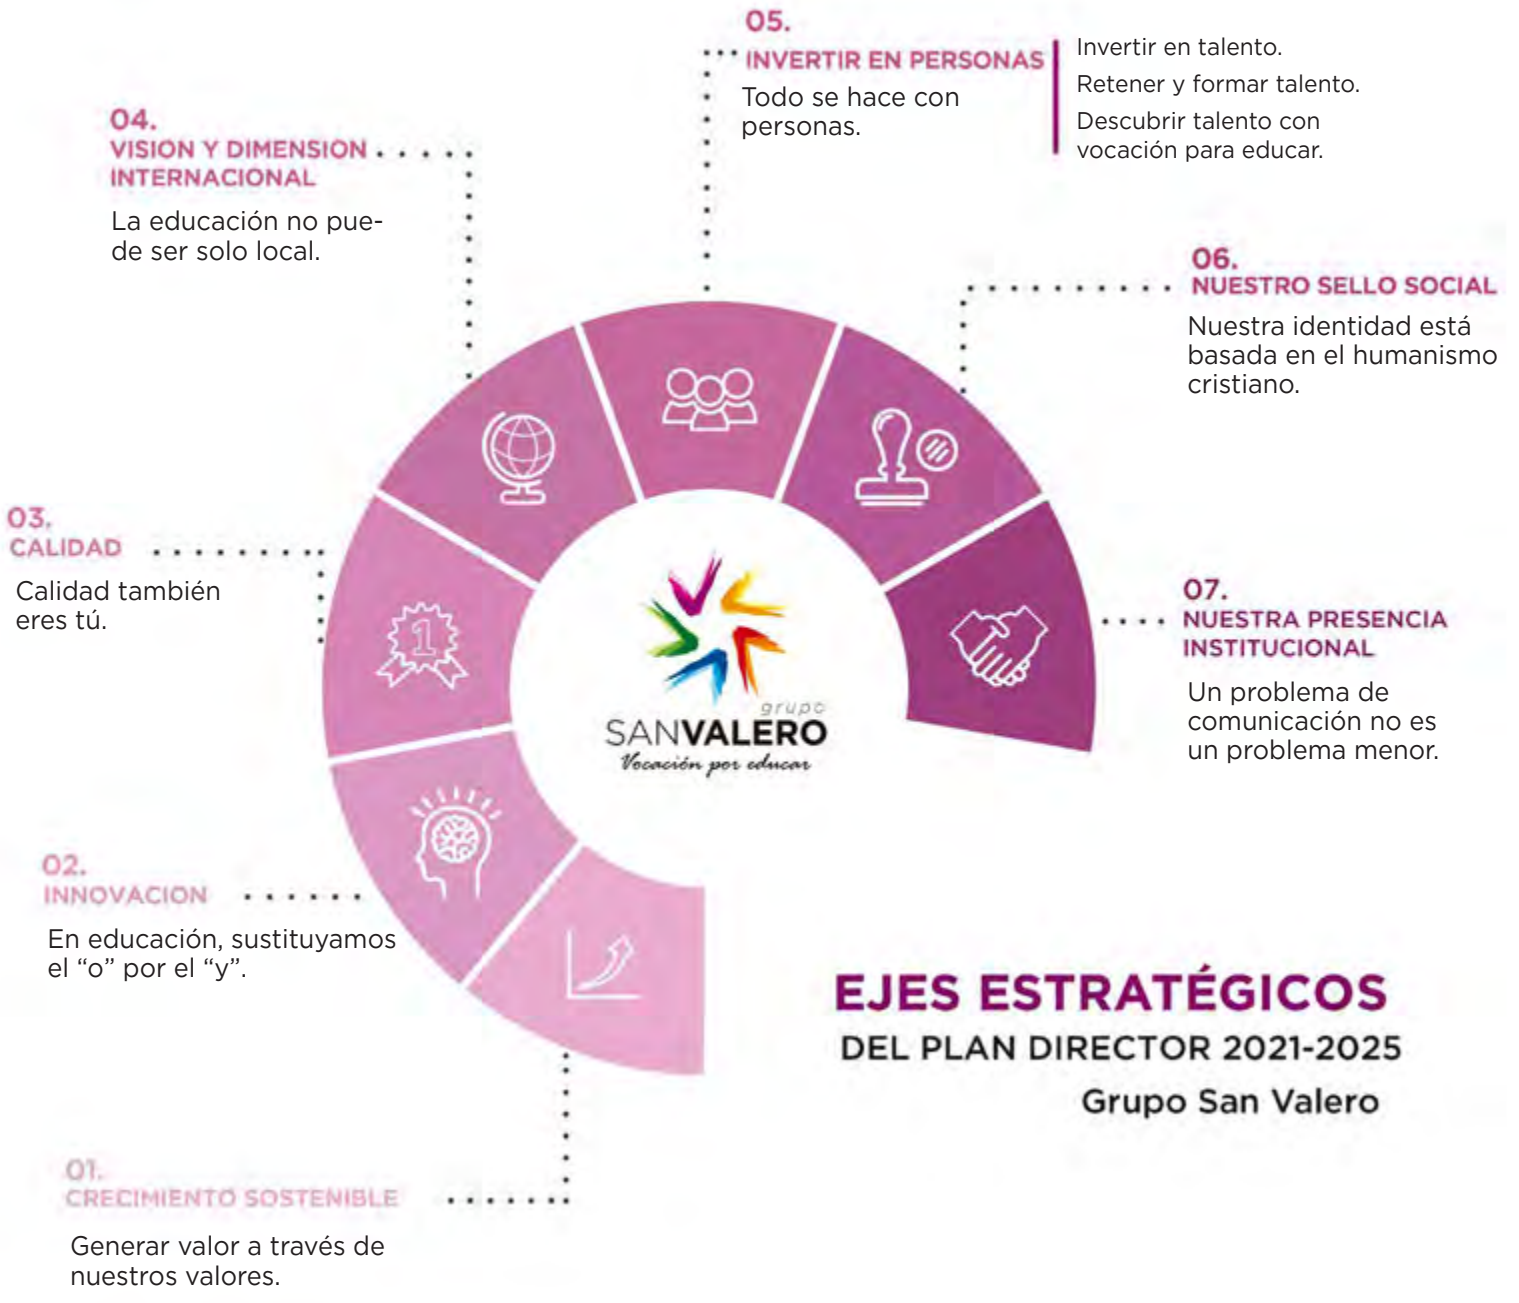 05.
INVERTIR EN PERSONAS
Todo se hace con
personas.
Invertir en talento.
Retener y formar talento.
Descubrir talento con
vocación para educar.
04.
VISION Y DIMENSION
INTERNACIONAL
La educación no pue-
de ser solo local.
06.
NUESTRO SELLO SOCIAL
Nuestra identidad está
basada en el humanismo
cristiano.
03.
CALIDAD
Calidad también
eres tú.
1
07.
NUESTRA PRESENCIA
INSTITUCIONAL
Un problema de
comunicación no es
un problema menor.
grupo
SANVALERO
Vocación por educar
02.
INNOVACION
En educación, sustituyamos
el “o” por el “y”.
EJES ESTRATÉGICOS
DEL PLAN DIRECTOR 2021-2025
Grupo San Valero
01.
CRECIMIENTO SOSTENIBLE
Generar valor a través de
nuestros valores.